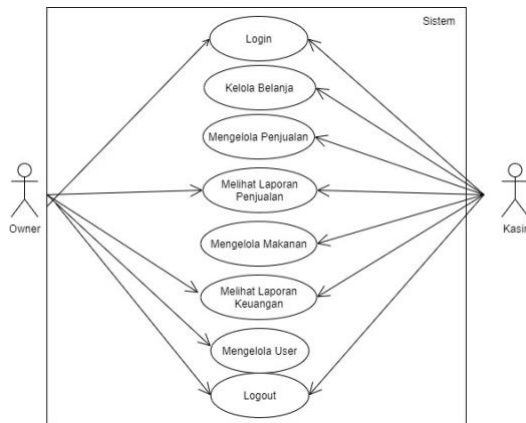 Sistem
Login
Kelola Belanja
Mengelola Penjualan
Melihat Laporan
Penjualan
Owner
Kasir
Mengelola Makanan
Melihat Laporan
Keuangan
Mengelola User
Logout